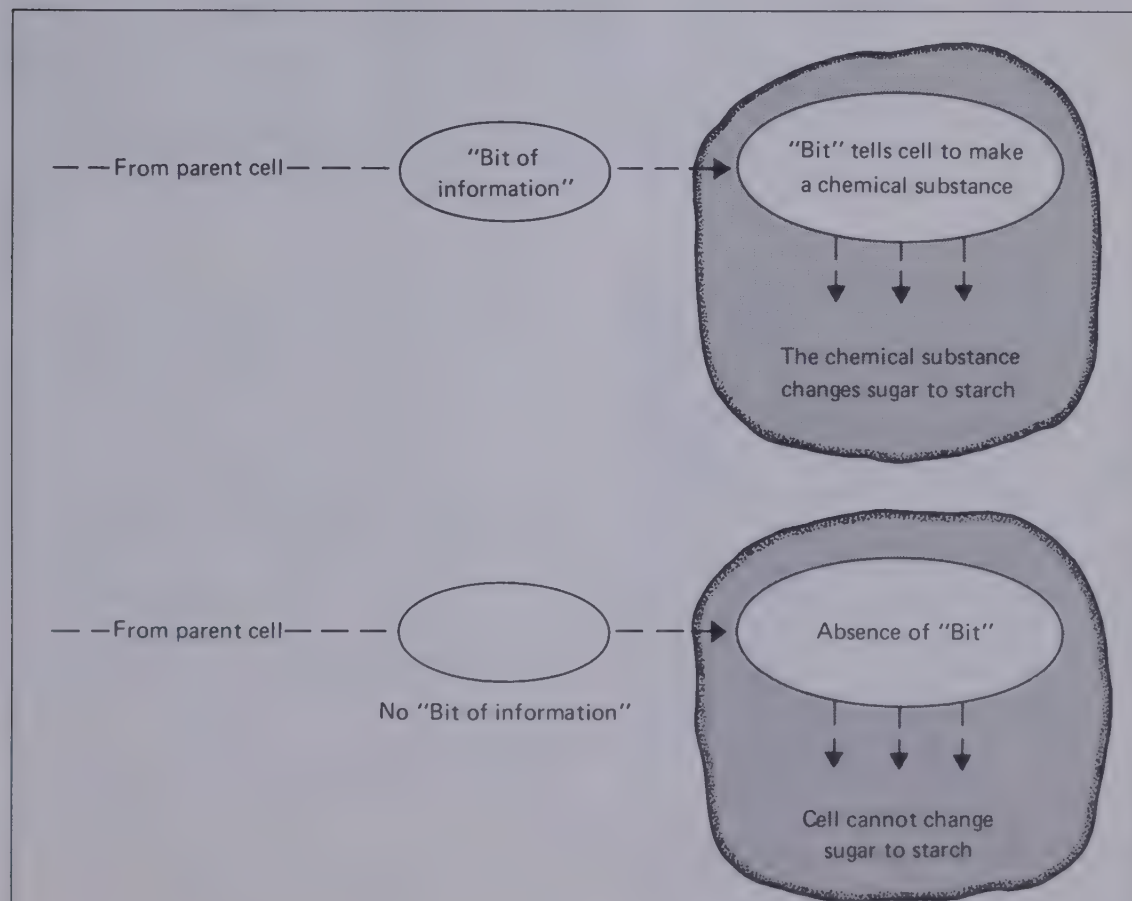 From parent cell
"Bit of
information"
"Bit" tells cell to make
a chemical substance
The chemical substance
changes sugar to starch
From parent cell
No "Bit of information"
Absence of "Bit"
Cell cannot change
sugar to starch